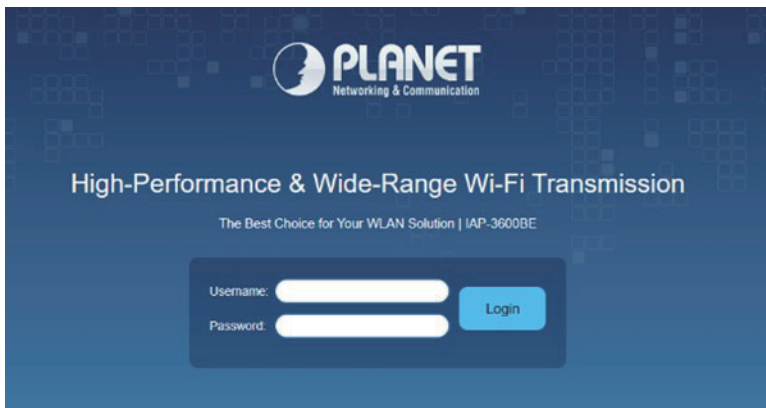 PLANET
Networking & Communication
High-Performance & Wide-Range Wi-Fi Transmission
The Best Choice for Your WLAN Solution | IAP-3600BE
Username:
Password:
Login